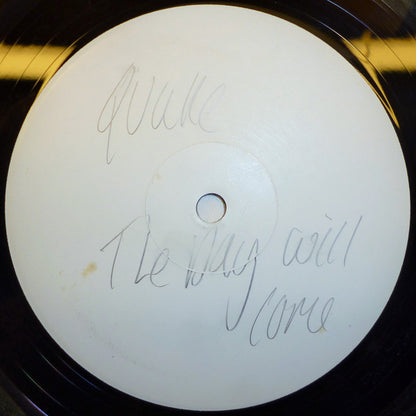 Quake
The Day will
come